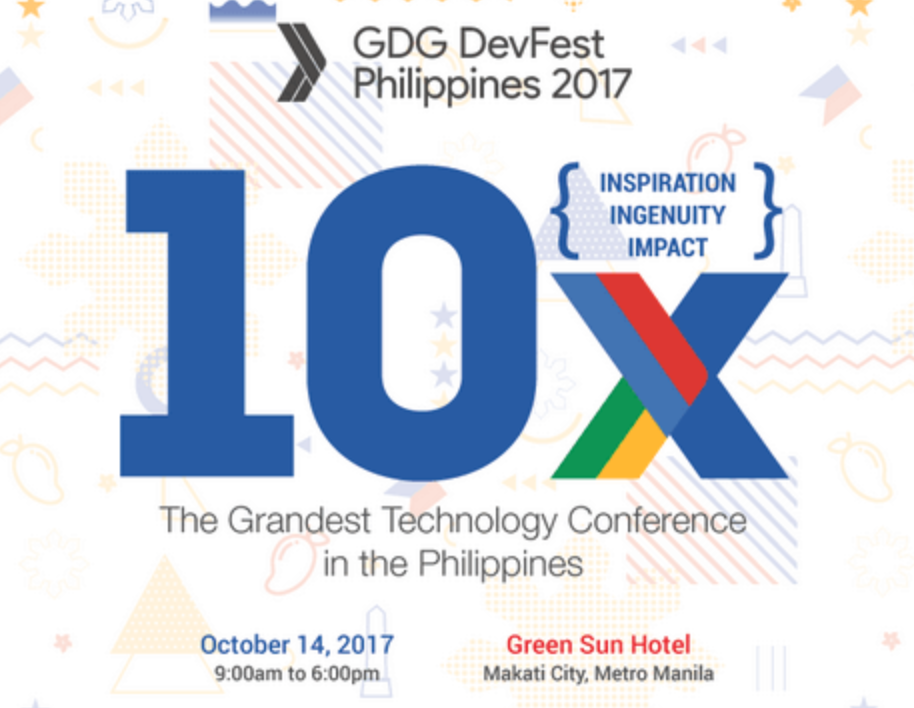 GDG DevFest
Philippines 2017
10x
{ INSPIRATION
INGENUITY
IMPACT }
The Grandest Technology Conference
in the Philippines
October 14, 2017
9:00am to 6:00pm
Green Sun Hotel
Makati City, Metro Manila